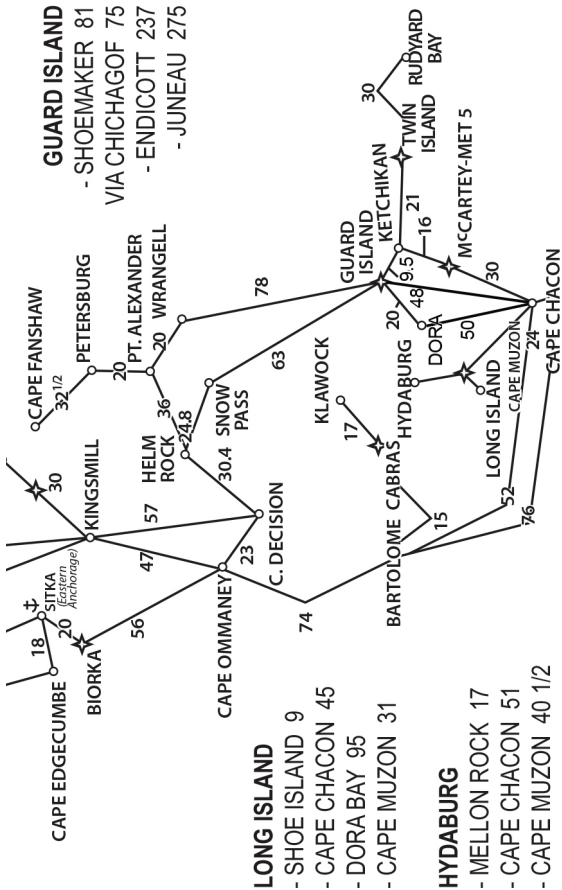 GUARD ISLAND
- SHOEMAKER 81
VIA CHICHAGOF 75
- ENDICOTT 237
- JUNEAU 275
RUDYARD
BAY
30
TWIN
ISLAND
KETCHIKAN
21
16
McCARTEY-MET 5
GUARD
ISLAND
9.5
48
30
20
DORA
50
CAPE CHACON
24
CAPE MUZON
LONG ISLAND
HYDABURG
KLAWOCK
17
CABRAS
BARTOLOME
15
52
76
78
63
CAPE FANSHAW
32 1/2
PETERSBURG
20
PT. ALEXANDER
WRANGELL
20
36
24.8
SNOW
PASS
HELM
ROCK
30.4
30
KINGSMILL
57
47
C. DECISION
23
CAPE OMMANEY
74
56
SITKA
(Eastern
Anchorage)
20
18
BIORKA
CAPE EDGECUMBE
LONG ISLAND
- SHOE ISLAND 9
- CAPE CHACON 45
- DORA BAY 95
- CAPE MUZON 31
HYDABURG
- MELLON ROCK 17
- CAPE CHACON 51
- CAPE MUZON 40 1/2